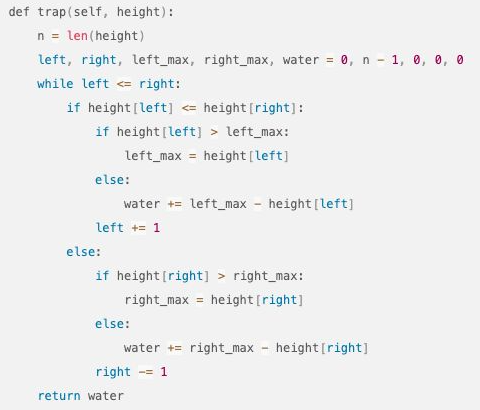 def trap(self, height):
    n = len(height)
    left, right, left_max, right_max, water = 0, n - 1, 0, 0, 0
    while left <= right:
        if height[left] <= height[right]:
            if height[left] > left_max:
                left_max = height[left]
            else:
                water += left_max - height[left]
            left += 1
        else:
            if height[right] > right_max:
                right_max = height[right]
            else:
                water += right_max - height[right]
            right -= 1
    return water